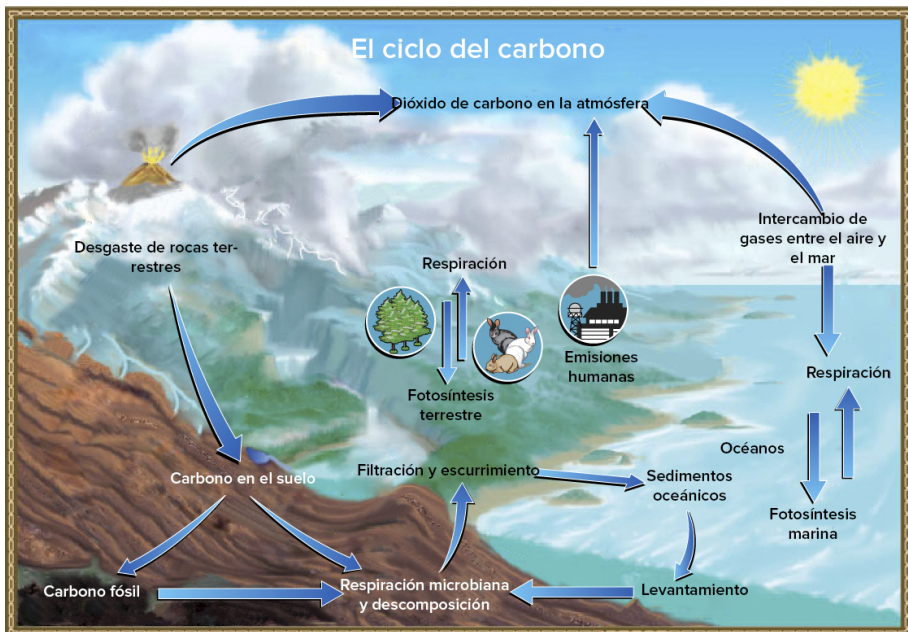 El ciclo del carbono
Dióxido de carbono en la atmósfera
Intercambio de
gases entre el aire y
el mar
Desgaste de rocas ter-
restres
Respiración
Emisiones
humanas
Fotosíntesis
terrestre
Respiración
Océanos
Carbono en el suelo
Filtración y escurrimiento
Sedimentos
oceánicos
Fotosíntesis
marina
Carbono fósil
Respiración microbiana
y descomposición
Levantamiento